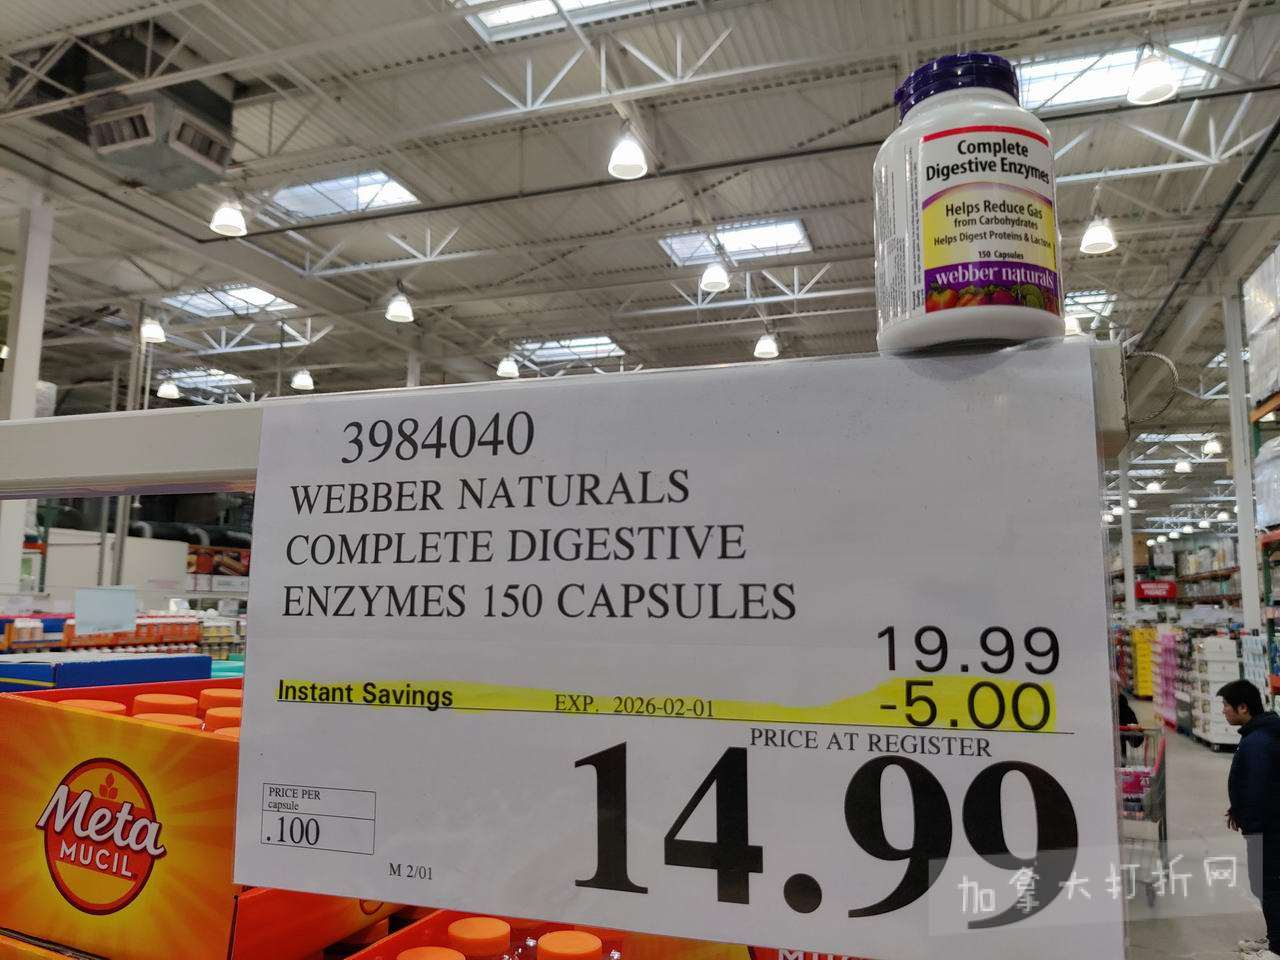 Complete
Digestive Enzymes
Helps Reduce Gas
from Carbohydrates
Helps Digest Proteins & Lactose
150 Capsules
webber naturals
3984040
WEBBER NATURALS
COMPLETE DIGESTIVE
ENZYMES 150 CAPSULES
19.99
Instant Savings EXP. 2026-02-01 -5.00
PRICE AT REGISTER
14.99
PRICE PER
capsule
.100
M 2/01
Meta
MUCIL
加拿大打折网